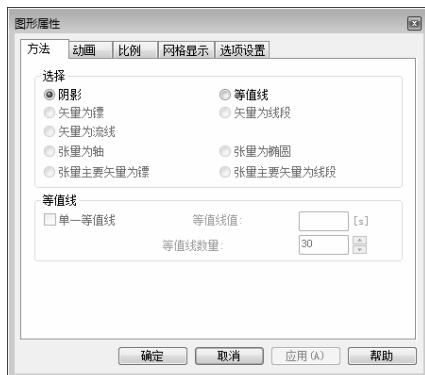 图形属性
方法 动画 比例 网格显示 选项设置
选择
阴影 等值线
矢量为镖 矢量为线段
矢量为流线
张量为轴 张量为椭圆
张量主要矢量为镖 张量主要矢量为线段
等值线
单一等值线 等值线值: [s]
等值线数量: 30
确定 取消 应用(A) 帮助